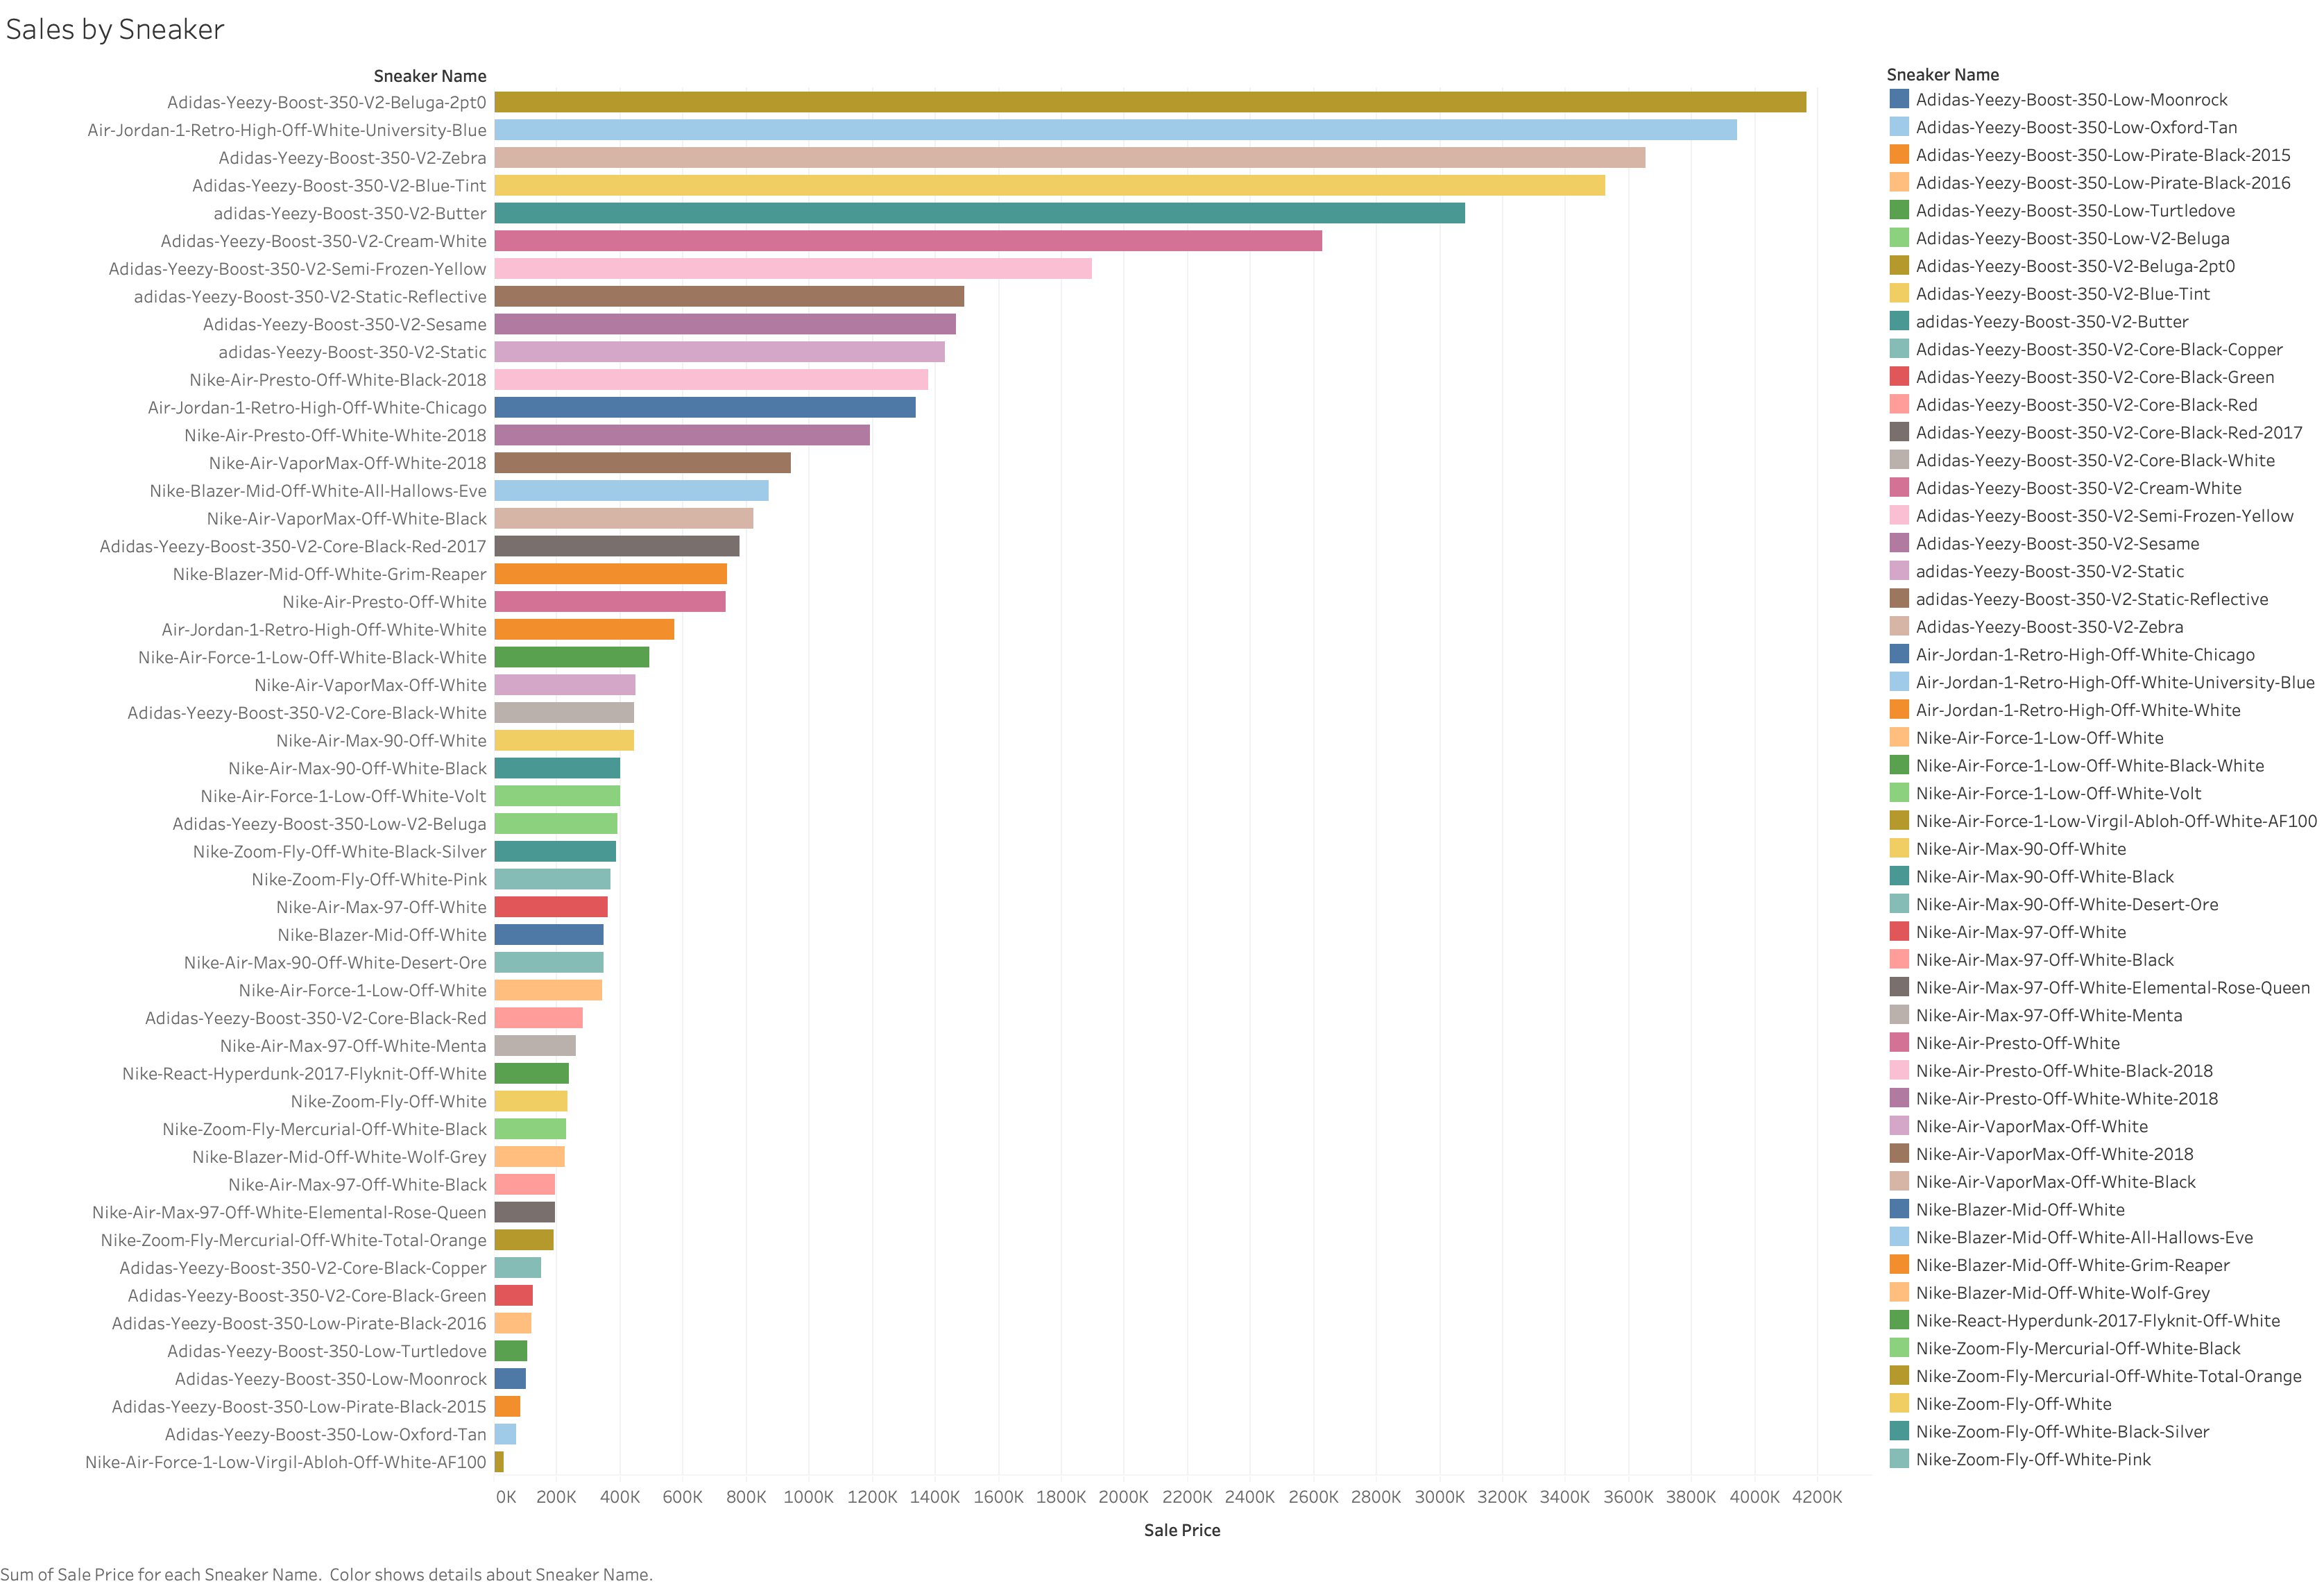 Sales by Sneaker
Sneaker Name
Adidas-Yeezy-Boost-350-V2-Beluga-2pt0
Air-Jordan-1-Retro-High-Off-White-University-Blue
Adidas-Yeezy-Boost-350-V2-Zebra
Adidas-Yeezy-Boost-350-V2-Blue-Tint
adidas-Yeezy-Boost-350-V2-Butter
Adidas-Yeezy-Boost-350-V2-Cream-White
Adidas-Yeezy-Boost-350-V2-Semi-Frozen-Yellow
adidas-Yeezy-Boost-350-V2-Static-Reflective
Adidas-Yeezy-Boost-350-V2-Sesame
adidas-Yeezy-Boost-350-V2-Static
Nike-Air-Presto-Off-White-Black-2018
Air-Jordan-1-Retro-High-Off-White-Chicago
Nike-Air-Presto-Off-White-White-2018
Nike-Air-VaporMax-Off-White-2018
Nike-Blazer-Mid-Off-White-All-Hallows-Eve
Nike-Air-VaporMax-Off-White-Black
Adidas-Yeezy-Boost-350-V2-Core-Black-Red-2017
Nike-Blazer-Mid-Off-White-Grim-Reaper
Nike-Air-Presto-Off-White
Air-Jordan-1-Retro-High-Off-White-White
Nike-Air-Force-1-Low-Off-White-Black-White
Nike-Air-VaporMax-Off-White
Adidas-Yeezy-Boost-350-V2-Core-Black-White
Nike-Air-Max-90-Off-White
Nike-Air-Max-90-Off-White-Black
Nike-Air-Force-1-Low-Off-White-Volt
Adidas-Yeezy-Boost-350-Low-V2-Beluga
Nike-Zoom-Fly-Off-White-Black-Silver
Nike-Zoom-Fly-Off-White-Pink
Nike-Air-Max-97-Off-White
Nike-Blazer-Mid-Off-White
Nike-Air-Max-90-Off-White-Desert-Ore
Nike-Air-Force-1-Low-Off-White
Adidas-Yeezy-Boost-350-V2-Core-Black-Red
Nike-Air-Max-97-Off-White-Menta
Nike-React-Hyperdunk-2017-Flyknit-Off-White
Nike-Zoom-Fly-Off-White
Nike-Zoom-Fly-Mercurial-Off-White-Black
Nike-Blazer-Mid-Off-White-Wolf-Grey
Nike-Air-Max-97-Off-White-Black
Nike-Air-Max-97-Off-White-Elemental-Rose-Queen
Nike-Zoom-Fly-Mercurial-Off-White-Total-Orange
Adidas-Yeezy-Boost-350-V2-Core-Black-Copper
Adidas-Yeezy-Boost-350-V2-Core-Black-Green
Adidas-Yeezy-Boost-350-Low-Pirate-Black-2016
Adidas-Yeezy-Boost-350-Low-Turtledove
Adidas-Yeezy-Boost-350-Low-Moonrock
Adidas-Yeezy-Boost-350-Low-Pirate-Black-2015
Adidas-Yeezy-Boost-350-Low-Oxford-Tan
Nike-Air-Force-1-Low-Virgil-Abloh-Off-White-AF100
0K 200K 400K 600K 800K 1000K 1200K 1400K 1600K 1800K 2000K 2200K 2400K 2600K 2800K 3000K 3200K 3400K 3600K 3800K 4000K 4200K
Sale Price
Sneaker Name
Adidas-Yeezy-Boost-350-Low-Moonrock
Adidas-Yeezy-Boost-350-Low-Oxford-Tan
Adidas-Yeezy-Boost-350-Low-Pirate-Black-2015
Adidas-Yeezy-Boost-350-Low-Pirate-Black-2016
Adidas-Yeezy-Boost-350-Low-Turtledove
Adidas-Yeezy-Boost-350-Low-V2-Beluga
Adidas-Yeezy-Boost-350-V2-Beluga-2pt0
Adidas-Yeezy-Boost-350-V2-Blue-Tint
adidas-Yeezy-Boost-350-V2-Butter
Adidas-Yeezy-Boost-350-V2-Core-Black-Copper
Adidas-Yeezy-Boost-350-V2-Core-Black-Green
Adidas-Yeezy-Boost-350-V2-Core-Black-Red
Adidas-Yeezy-Boost-350-V2-Core-Black-Red-2017
Adidas-Yeezy-Boost-350-V2-Core-Black-White
Adidas-Yeezy-Boost-350-V2-Cream-White
Adidas-Yeezy-Boost-350-V2-Semi-Frozen-Yellow
Adidas-Yeezy-Boost-350-V2-Sesame
adidas-Yeezy-Boost-350-V2-Static
adidas-Yeezy-Boost-350-V2-Static-Reflective
Adidas-Yeezy-Boost-350-V2-Zebra
Air-Jordan-1-Retro-High-Off-White-Chicago
Air-Jordan-1-Retro-High-Off-White-University-Blue
Air-Jordan-1-Retro-High-Off-White-White
Nike-Air-Force-1-Low-Off-White
Nike-Air-Force-1-Low-Off-White-Black-White
Nike-Air-Force-1-Low-Off-White-Volt
Nike-Air-Force-1-Low-Virgil-Abloh-Off-White-AF100
Nike-Air-Max-90-Off-White
Nike-Air-Max-90-Off-White-Black
Nike-Air-Max-90-Off-White-Desert-Ore
Nike-Air-Max-97-Off-White
Nike-Air-Max-97-Off-White-Black
Nike-Air-Max-97-Off-White-Elemental-Rose-Queen
Nike-Air-Max-97-Off-White-Menta
Nike-Air-Presto-Off-White
Nike-Air-Presto-Off-White-Black-2018
Nike-Air-Presto-Off-White-White-2018
Nike-Air-VaporMax-Off-White
Nike-Air-VaporMax-Off-White-2018
Nike-Air-VaporMax-Off-White-Black
Nike-Blazer-Mid-Off-White
Nike-Blazer-Mid-Off-White-All-Hallows-Eve
Nike-Blazer-Mid-Off-White-Grim-Reaper
Nike-Blazer-Mid-Off-White-Wolf-Grey
Nike-React-Hyperdunk-2017-Flyknit-Off-White
Nike-Zoom-Fly-Mercurial-Off-White-Black
Nike-Zoom-Fly-Mercurial-Off-White-Total-Orange
Nike-Zoom-Fly-Off-White
Nike-Zoom-Fly-Off-White-Black-Silver
Nike-Zoom-Fly-Off-White-Pink
Sum of Sale Price for each Sneaker Name. Color shows details about Sneaker Name.